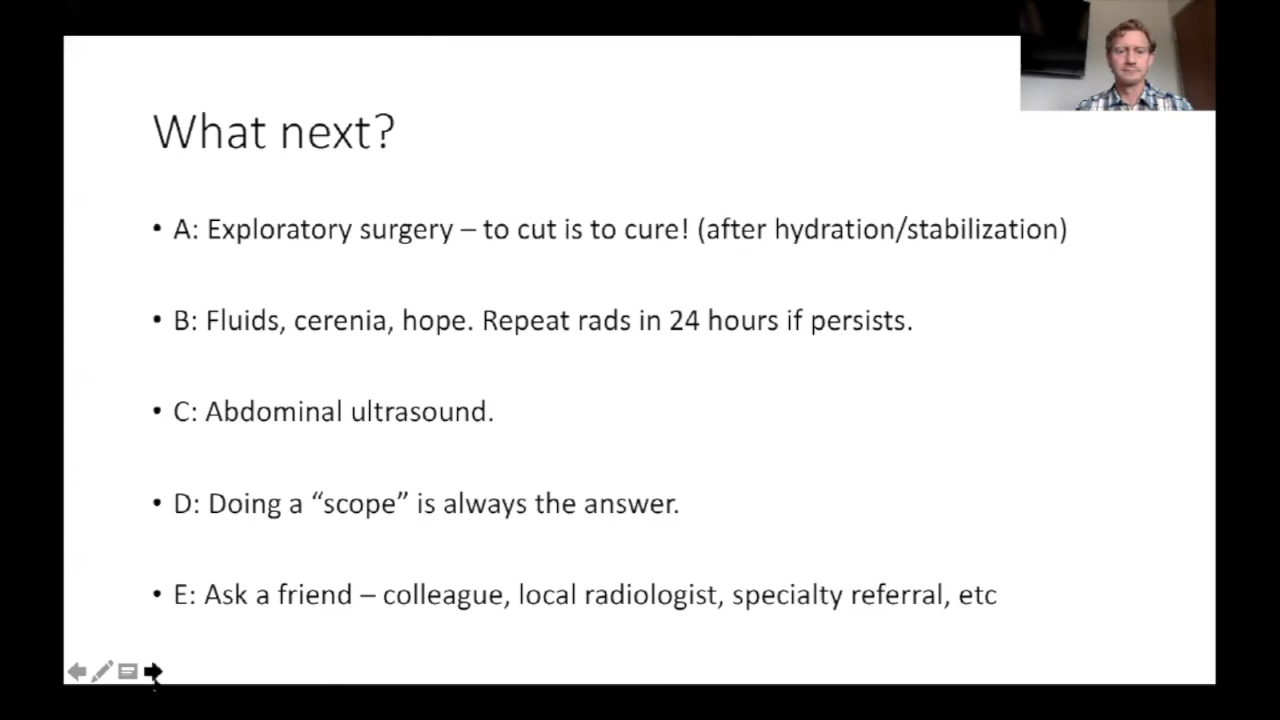 What next?
• A: Exploratory surgery – to cut is to cure! (after hydration/stabilization)
• B: Fluids, cerenia, hope. Repeat rads in 24 hours if persists.
• C: Abdominal ultrasound.
• D: Doing a “scope” is always the answer.
• E: Ask a friend – colleague, local radiologist, specialty referral, etc